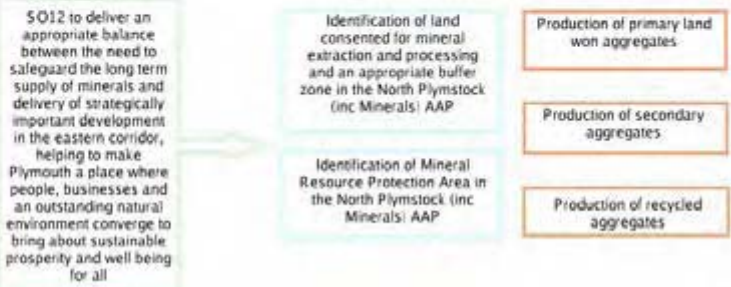 SO12 to deliver an
appropriate balance
between the need to
safeguard the long term
supply of minerals and
delivery of strategically
important development
in the eastern corridor,
helping to make
Plymouth a place where
people, businesses and
an outstanding natural
environment converge to
bring about sustainable
prosperity and well being
for all
Identification of land
consented for mineral
extraction and processing
and an appropriate buffer
zone in the North Plymstock
(inc Minerals) AAP
Identification of Mineral
Resource Protection Area in
the North Plymstock (inc
Minerals) AAP
Production of primary land
won aggregates
Production of secondary
aggregates
Production of recycled
aggregates